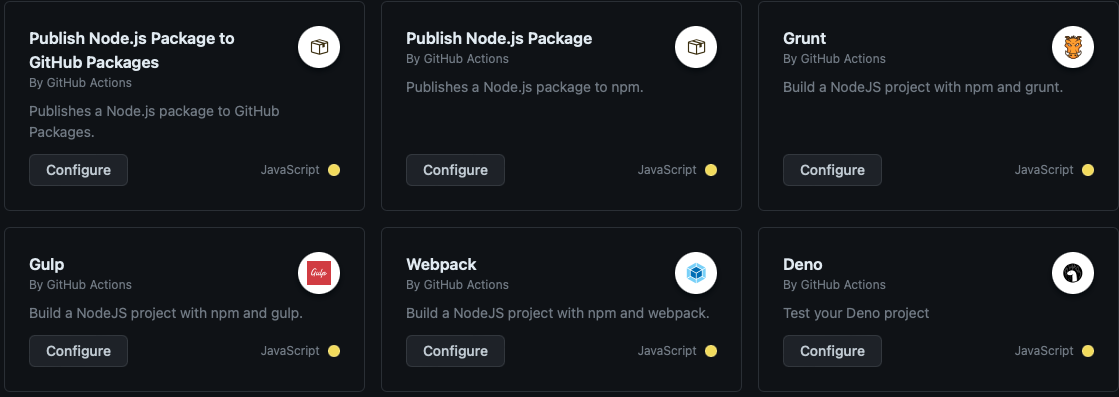 Publish Node.js Package to
GitHub Packages
By GitHub Actions
Publishes a Node.js package to GitHub
Packages.
Configure
JavaScript
Publish Node.js Package
By GitHub Actions
Publishes a Node.js package to npm.
Configure
JavaScript
Grunt
By GitHub Actions
Build a NodeJS project with npm and grunt.
Configure
JavaScript
Gulp
By GitHub Actions
Gulp
Build a NodeJS project with npm and gulp.
Configure
JavaScript
Webpack
By GitHub Actions
Build a NodeJS project with npm and webpack.
Configure
JavaScript
Deno
By GitHub Actions
Test your Deno project
Configure
JavaScript